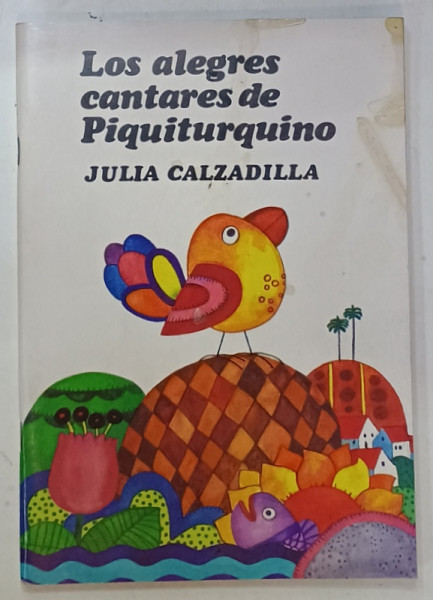 Los alegres
cantares de
Piquiturquino
JULIA CALZADILLA